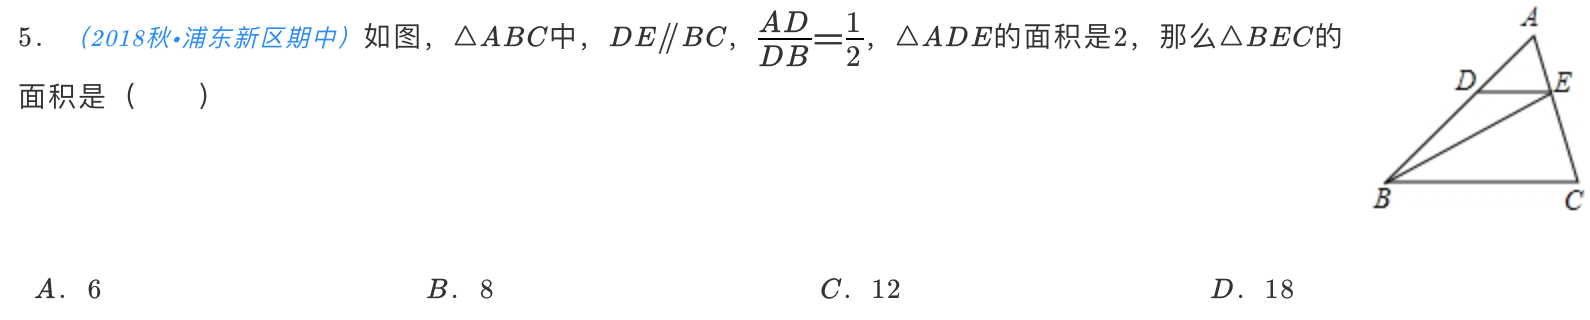 5. (2018秋•浦东新区期中) 如图, △ABC中, DE∥BC, AD/DB=1/2, △ADE的面积是2, 那么△BEC的
面积是 (  )
A
D
E
B
C
A. 6 B. 8 C. 12 D. 18